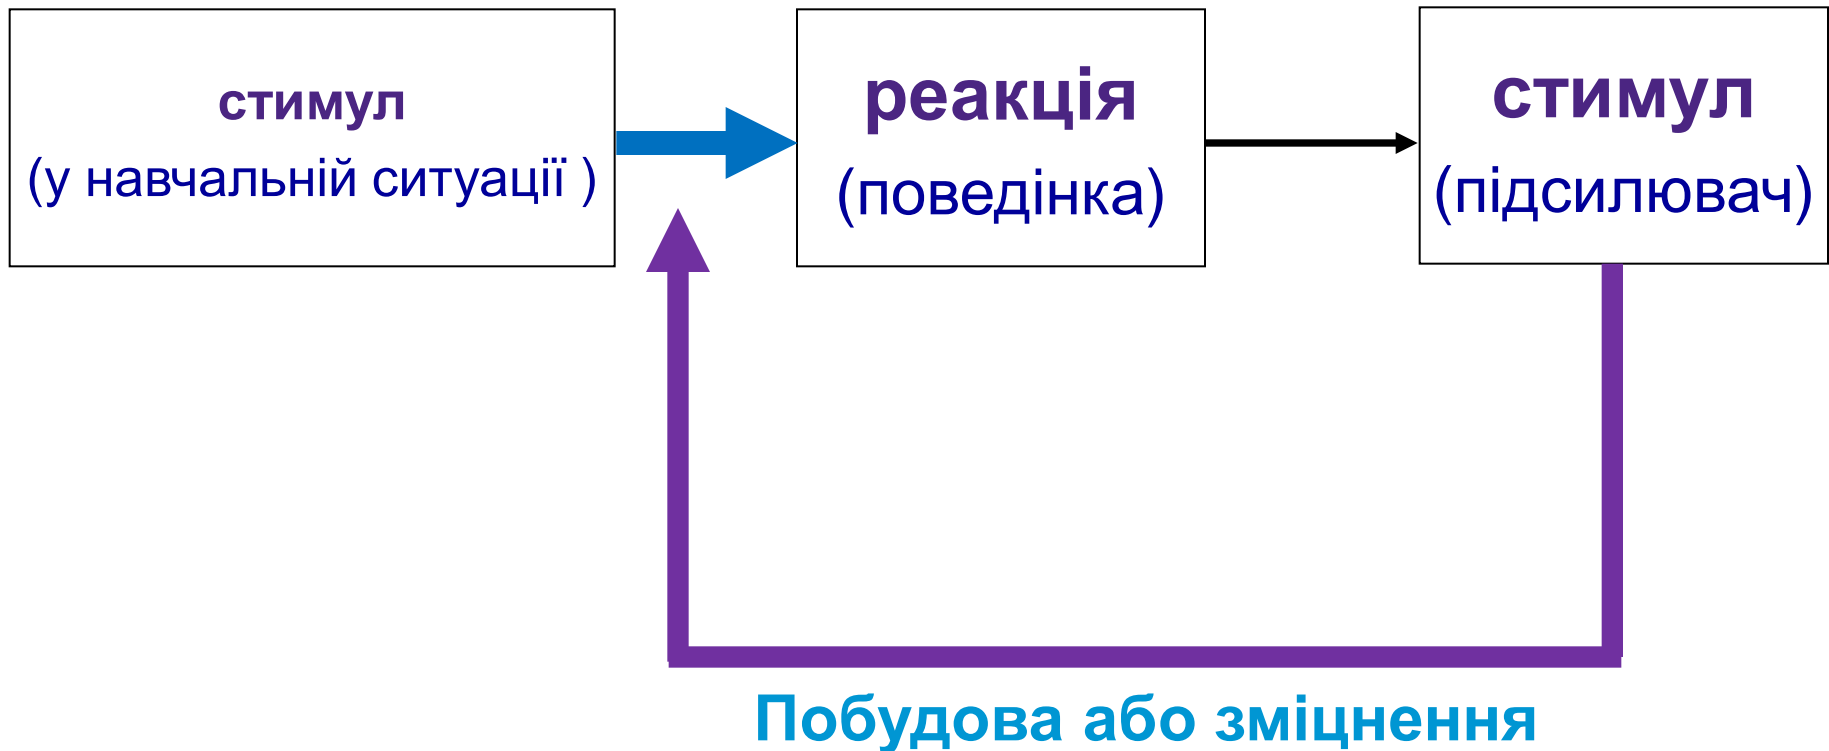 стимул
(у навчальній ситуації )
реакція
(поведінка)
стимул
(підсилювач)
Побудова або зміцнення